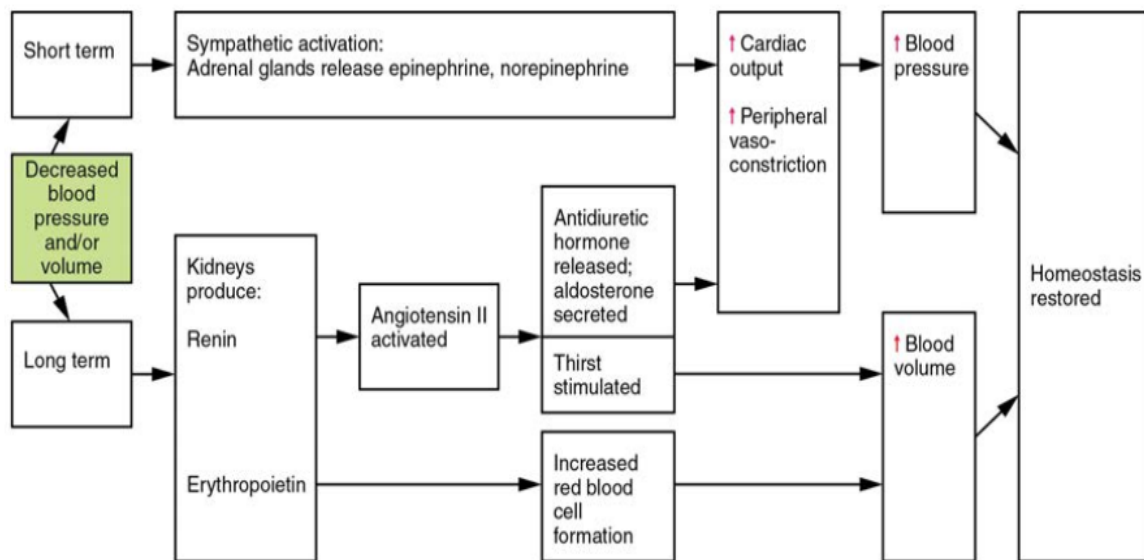 Short term
Sympathetic activation:
Adrenal glands release epinephrine, norepinephrine
↑ Cardiac
output
↑ Peripheral
vaso-
constriction
↑ Blood
pressure
Decreased
blood
pressure
and/or
volume
Long term
Kidneys
produce:
Renin
Erythropoietin
Angiotensin II
activated
Antidiuretic
hormone
released;
aldosterone
secreted
Thirst
stimulated
Increased
red blood
cell
formation
↑ Blood
volume
Homeostasis
restored